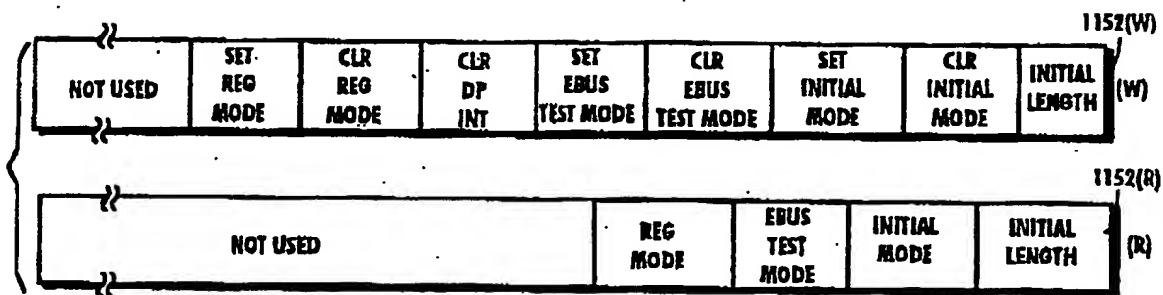 1152(W)
NOT USED
SET
REG
MODE
CLR
REG
MODE
CLR
DP
INT
SET
EBUS
TEST MODE
CLR
EBUS
TEST MODE
SET
INITIAL
MODE
CLR
INITIAL
MODE
INITIAL
LENGTH
(W)
1152(R)
NOT USED
REG
MODE
EBUS
TEST
MODE
INITIAL
MODE
INITIAL
LENGTH
(R)